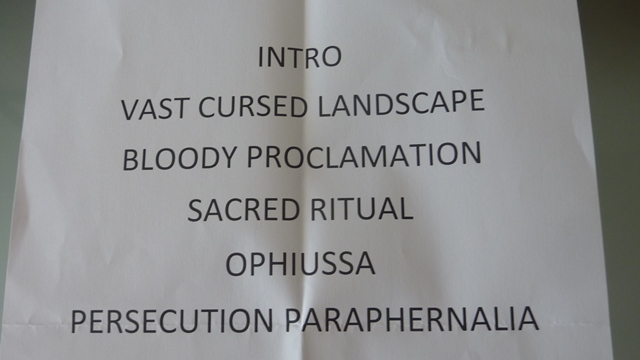 INTRO
VAST CURSED LANDSCAPE
BLOODY PROCLAMATION
SACRED RITUAL
OPHIUSSA
PERSECUTION PARAPHERNALIA